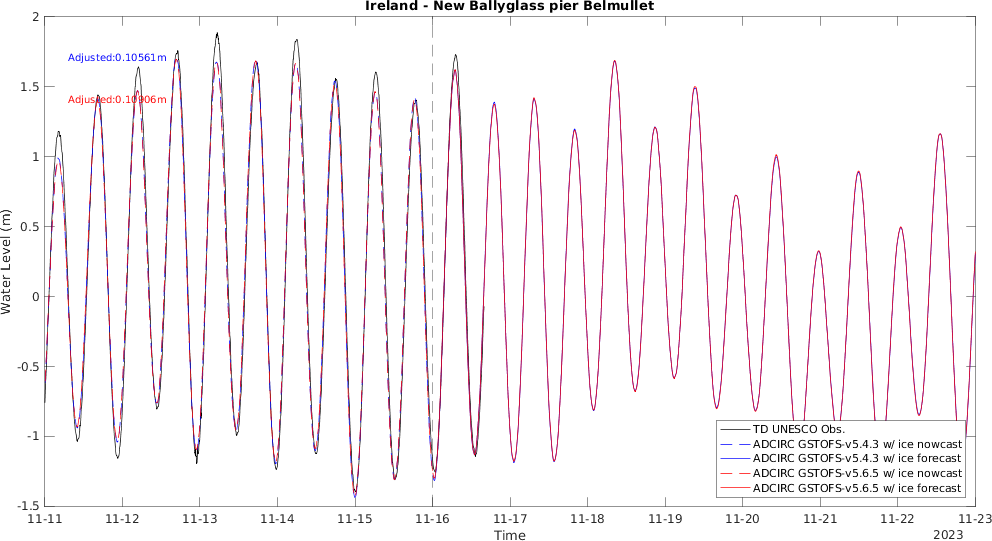 Ireland - New Ballyglass pier Belmullet
Water Level (m)
2
1.5
1
0.5
0
-0.5
-1
-1.5
Adjusted:0.10561m
Adjusted:0.10906m
TD UNESCO Obs.
ADCIRC GSTOFS-v5.4.3 w/ ice nowcast
ADCIRC GSTOFS-v5.4.3 w/ ice forecast
ADCIRC GSTOFS-v5.6.5 w/ ice nowcast
ADCIRC GSTOFS-v5.6.5 w/ ice forecast
11-11 11-12 11-13 11-14 11-15 11-16 11-17 11-18 11-19 11-20 11-21 11-22 11-23
Time
2023